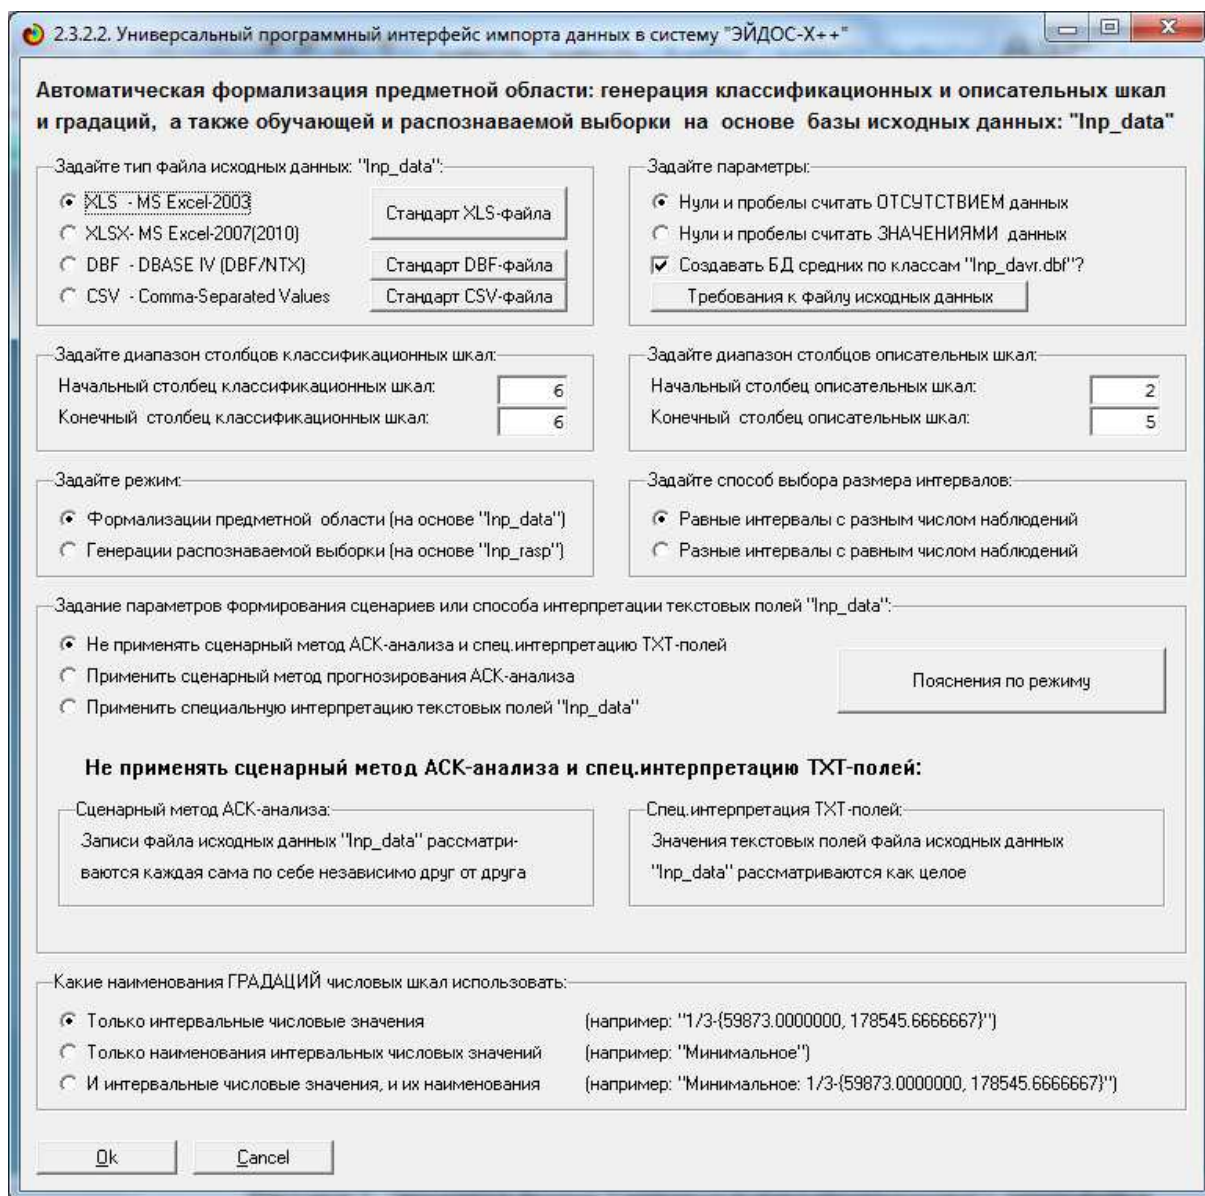 2.3.2.2. Универсальный программный интерфейс импорта данных в систему "ЭЙДОС-X++"
Автоматическая формализация предметной области: генерация классификационных и описательных шкал
и градаций, а также обучающей и распознаваемой выборки на основе базы исходных данных: "Inp_data"
Задайте тип файла исходных данных: "Inp_data":
XLS - MS Excel-2003
XLSX- MS Excel-2007(2010)
DBF - DBASE IV (DBF/NTX)
CSV - Comma-Separated Values
Стандарт XLS-файла
Стандарт DBF-файла
Стандарт CSV-файла
Задайте параметры:
Нули и пробелы считать ОТСУТСТВИЕМ данных
Нули и пробелы считать ЗНАЧЕНИЯМИ данных
Создавать БД средних по классам "Inp_davr.dbf"?
Требования к файлу исходных данных
Задайте диапазон столбцов классификационных шкал:
Начальный столбец классификационных шкал: 6
Конечный столбец классификационных шкал: 6
Задайте диапазон столбцов описательных шкал:
Начальный столбец описательных шкал: 2
Конечный столбец описательных шкал: 5
Задайте режим:
Формализации предметной области (на основе "Inp_data")
Генерации распознаваемой выборки (на основе "Inp_rasp")
Задайте способ выбора размера интервалов:
Равные интервалы с разным числом наблюдений
Разные интервалы с равным числом наблюдений
Задание параметров формирования сценариев или способа интерпретации текстовых полей "Inp_data":
Не применять сценарный метод АСК-анализа и спец.интерпретацию TXT-полей
Применить сценарный метод прогнозирования АСК-анализа
Применить специальную интерпретацию текстовых полей "Inp_data"
Пояснения по режиму
Не применять сценарный метод АСК-анализа и спец.интерпретацию TXT-полей:
Сценарный метод АСК-анализа:
Записи файла исходных данных "Inp_data" рассматри-
ваются каждая сама по себе независимо друг от друга
Спец.интерпретация TXT-полей:
Значения текстовых полей файла исходных данных
"Inp_data" рассматриваются как целое
Какие наименования ГРАДАЦИЙ числовых шкал использовать:
Только интервальные числовые значения (например: "1/3-{59873.0000000, 178545.6666667}")
Только наименования интервальных числовых значений (например: "Минимальное")
И интервальные числовые значения, и их наименования (например: "Минимальное: 1/3-{59873.0000000, 178545.6666667}")
Ok
Cancel